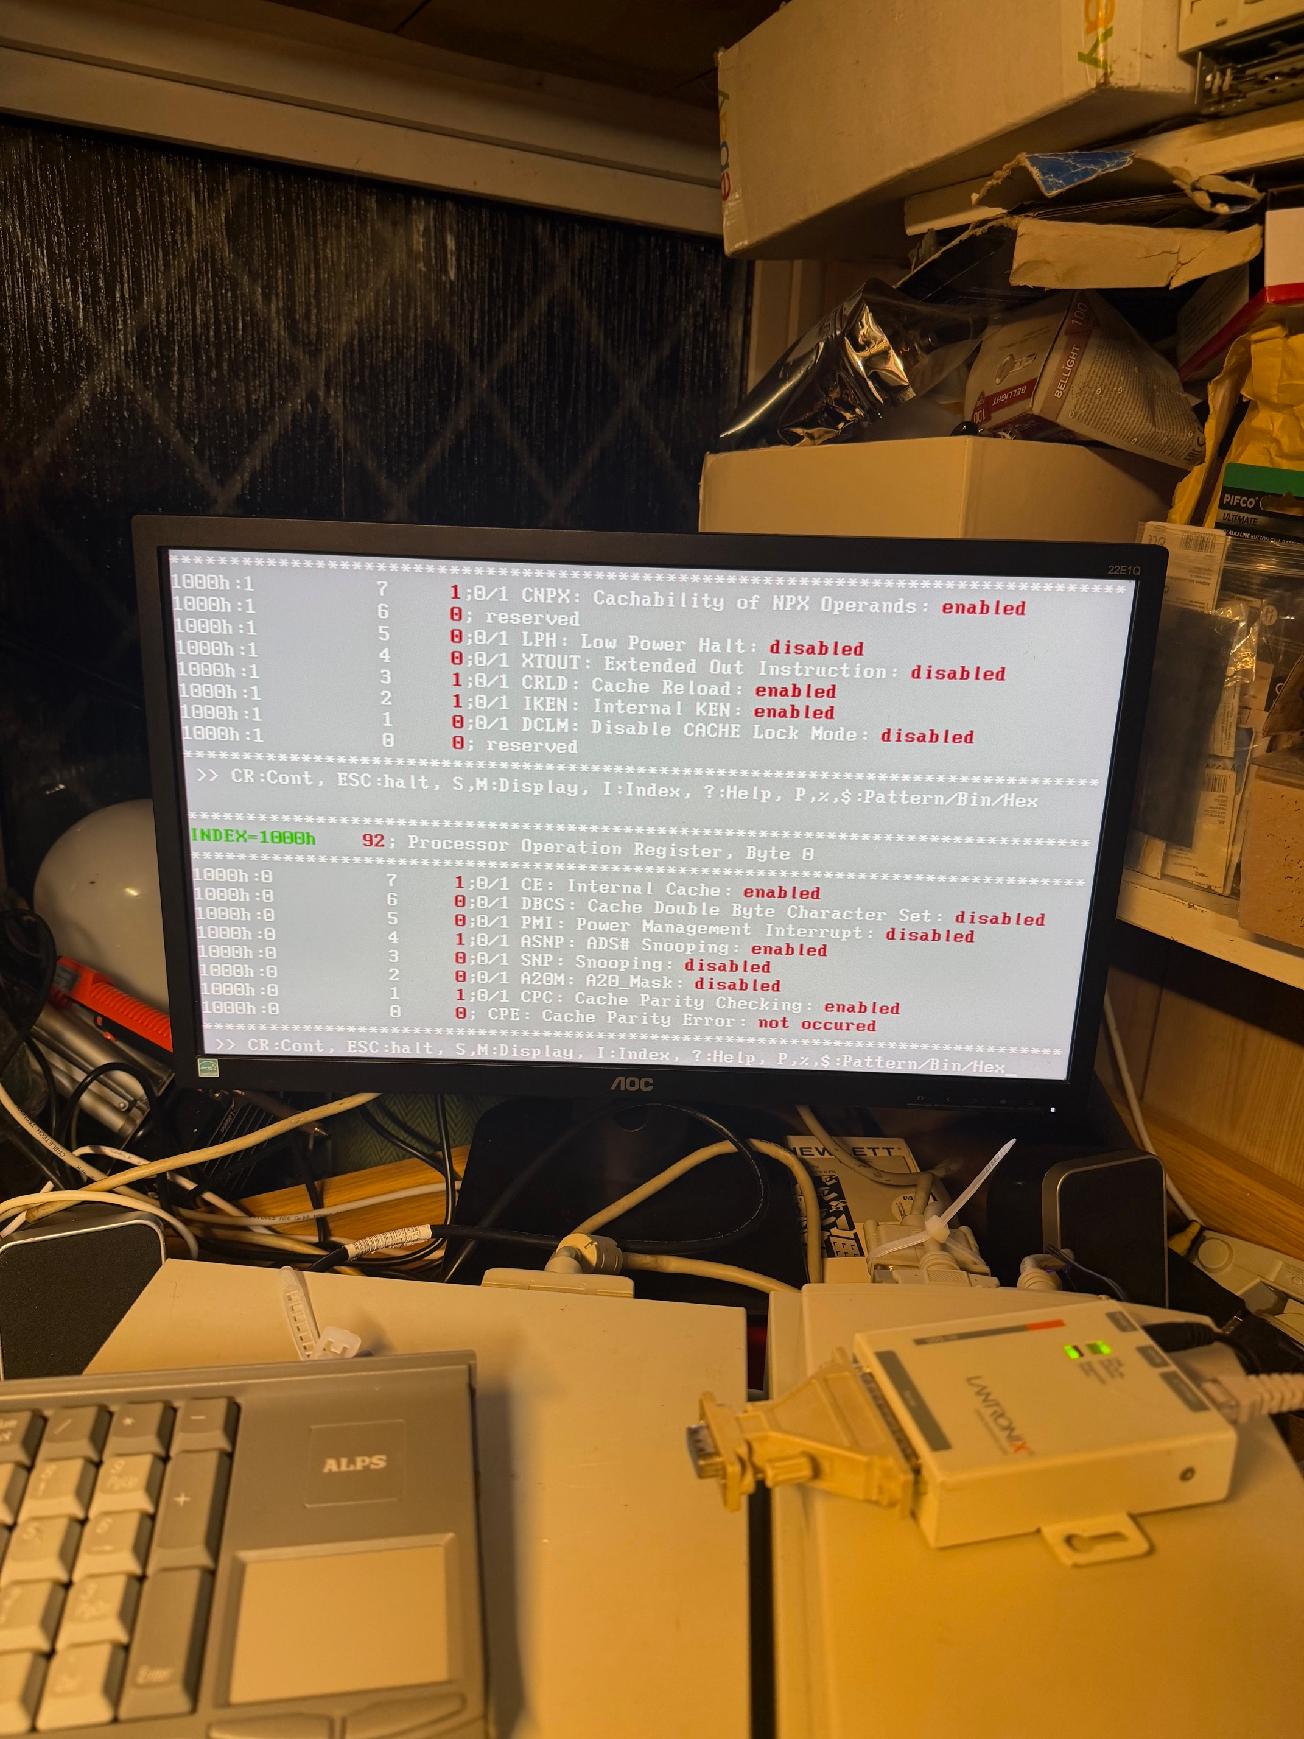 BELLIGHT 100
BELLIGHT
PIFCO
ULTIMATE
22E1Q
*******************************************************************************
1000h:1 7 1;0/1 CNPX: Cachability of NPX Operands: enabled
1000h:1 6 0; reserved
1000h:1 5 0;0/1 LPH: Low Power Halt: disabled
1000h:1 4 0;0/1 XTOUT: Extended Out Instruction: disabled
1000h:1 3 1;0/1 CRLD: Cache Reload: enabled
1000h:1 2 1;0/1 IKEN: Internal KEN: enabled
1000h:1 1 0;0/1 DCLM: Disable CACHE Lock Mode: disabled
1000h:1 0 0; reserved
*******************************************************************************
>> CR:Cont, ESC:halt, S,M:Display, I:Index, ?:Help, P,%,$:Pattern/Bin/Hex
*******************************************************************************
INDEX=1000h 92; Processor Operation Register, Byte 0
*******************************************************************************
1000h:0 7 1;0/1 CE: Internal Cache: enabled
1000h:0 6 0;0/1 DBCS: Cache Double Byte Character Set: disabled
1000h:0 5 0;0/1 PMI: Power Management Interrupt: disabled
1000h:0 4 1;0/1 ASNP: ADS# Snooping: enabled
1000h:0 3 0;0/1 SNP: Snooping: disabled
1000h:0 2 0;0/1 A20M: A20_Mask: disabled
1000h:0 1 1;0/1 CPC: Cache Parity Checking: enabled
1000h:0 0 0; CPE: Cache Parity Error: not occured
*******************************************************************************
>> CR:Cont, ESC:halt, S,M:Display, I:Index, ?:Help, P,%,$:Pattern/Bin/Hex_
AOC
LANTRONIX
ALPS
+
Enter